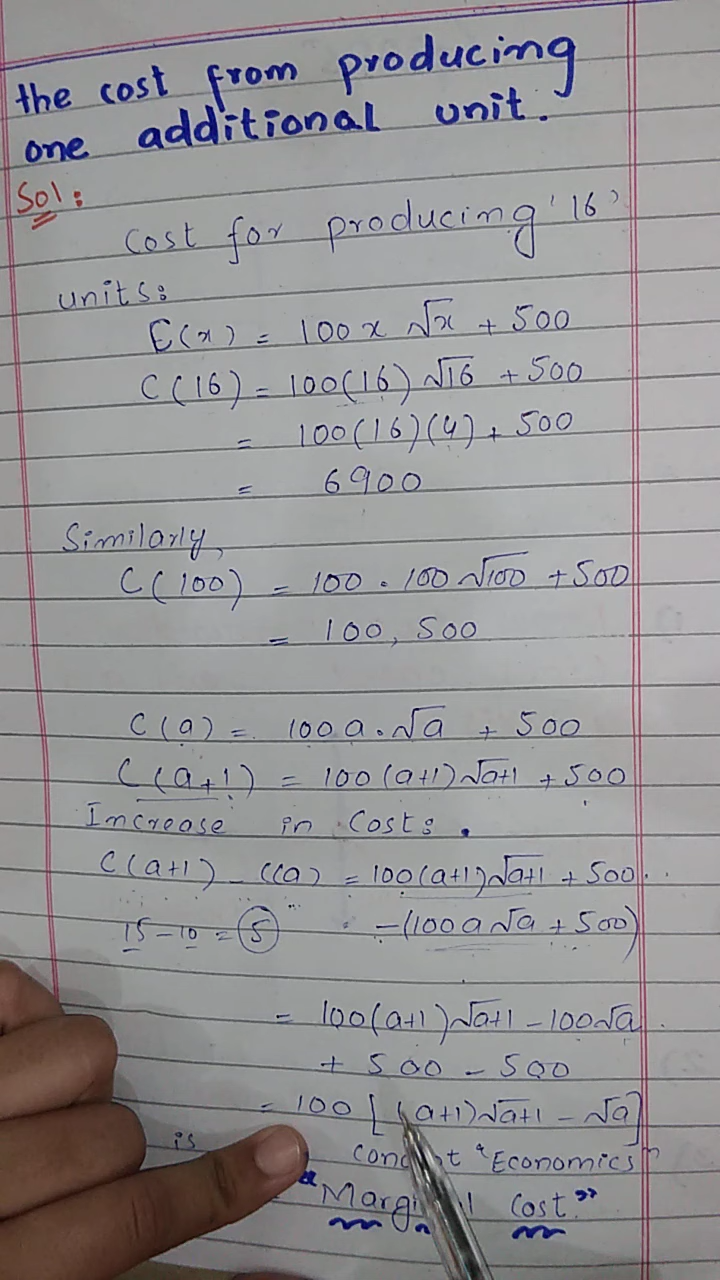 the cost from producing
one additional unit.
Sol:
Cost for producing '16'
units:
C(x) = 100x √x + 500
C(16) = 100(16) √16 + 500
= 100(16)(4) + 500
= 6900
Similarly,
C(100) = 100 . 100 √100 + 500
= 100,500
C(a) = 100a.√a + 500
C(a+1) = 100(a+1)√a+1 + 500
Increase in Cost:
C(a+1) - C(a) = 100(a+1)√a+1 + 500
15 - 10 = 5 -(100a√a + 500)
= 100(a+1)√a+1 - 100√a
+ 500 - 500
= 100[(a+1)√a+1 - √a]
is "Economics"
Cost"